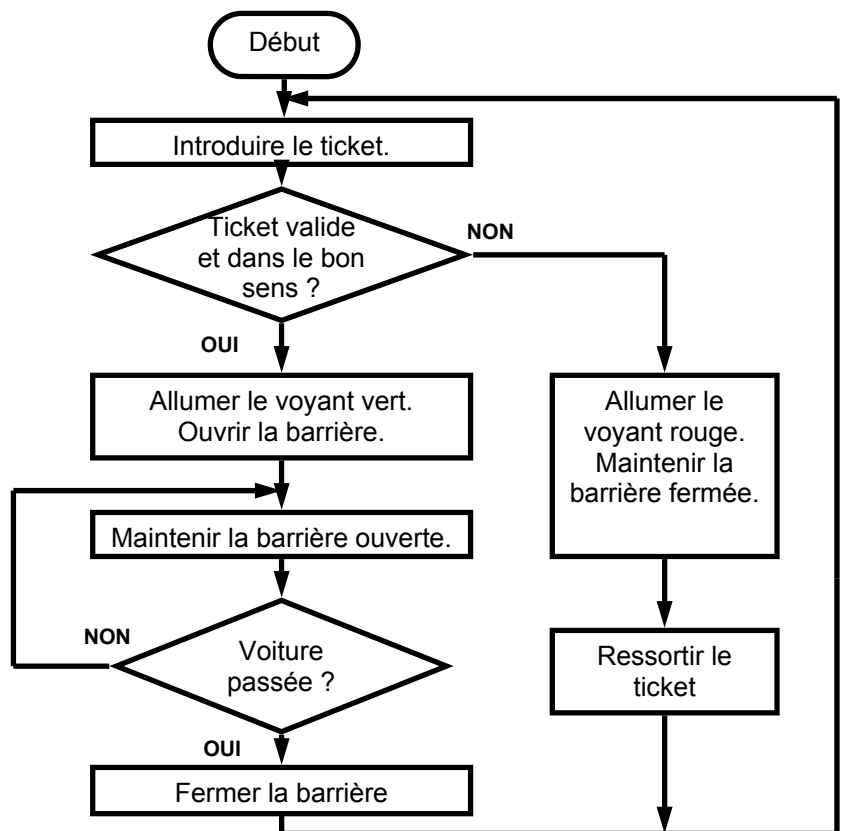 Début
Introduire le ticket.
Ticket valide
et dans le bon
sens ?
NON
OUI
Allumer le voyant vert.
Ouvrir la barrière.
Allumer le
voyant rouge.
Maintenir la
barrière fermée.
Maintenir la barrière ouverte.
NON
Voiture
passée ?
Ressortir le
ticket
OUI
Fermer la barrière